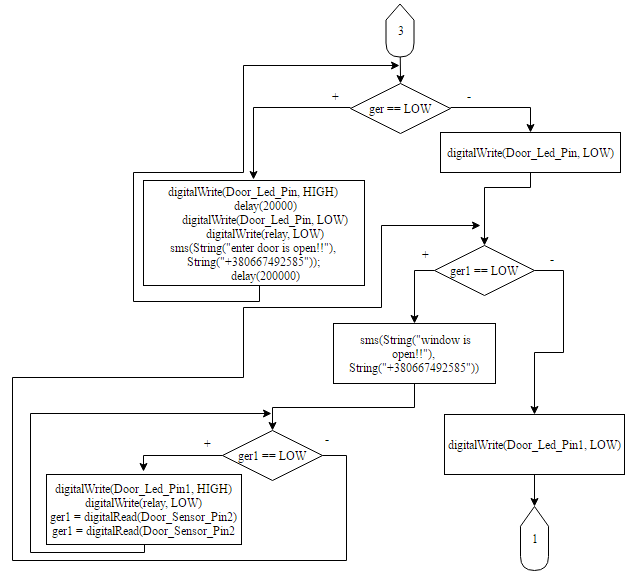 3
+
-
ger == LOW
digitalWrite(Door_Led_Pin, LOW)
digitalWrite(Door_Led_Pin, HIGH)
delay(20000)
digitalWrite(Door_Led_Pin, LOW)
digitalWrite(relay, LOW)
sms(String("enter door is open!!"),
String("+380667492585"));
delay(200000)
+
-
ger1 == LOW
sms(String("window is
open!!"),
String("+380667492585"))
+
-
ger1 == LOW
digitalWrite(Door_Led_Pin1, LOW)
digitalWrite(Door_Led_Pin1, HIGH)
digitalWrite(relay, LOW)
ger1 = digitalRead(Door_Sensor_Pin2)
ger1 = digitalRead(Door_Sensor_Pin2
1